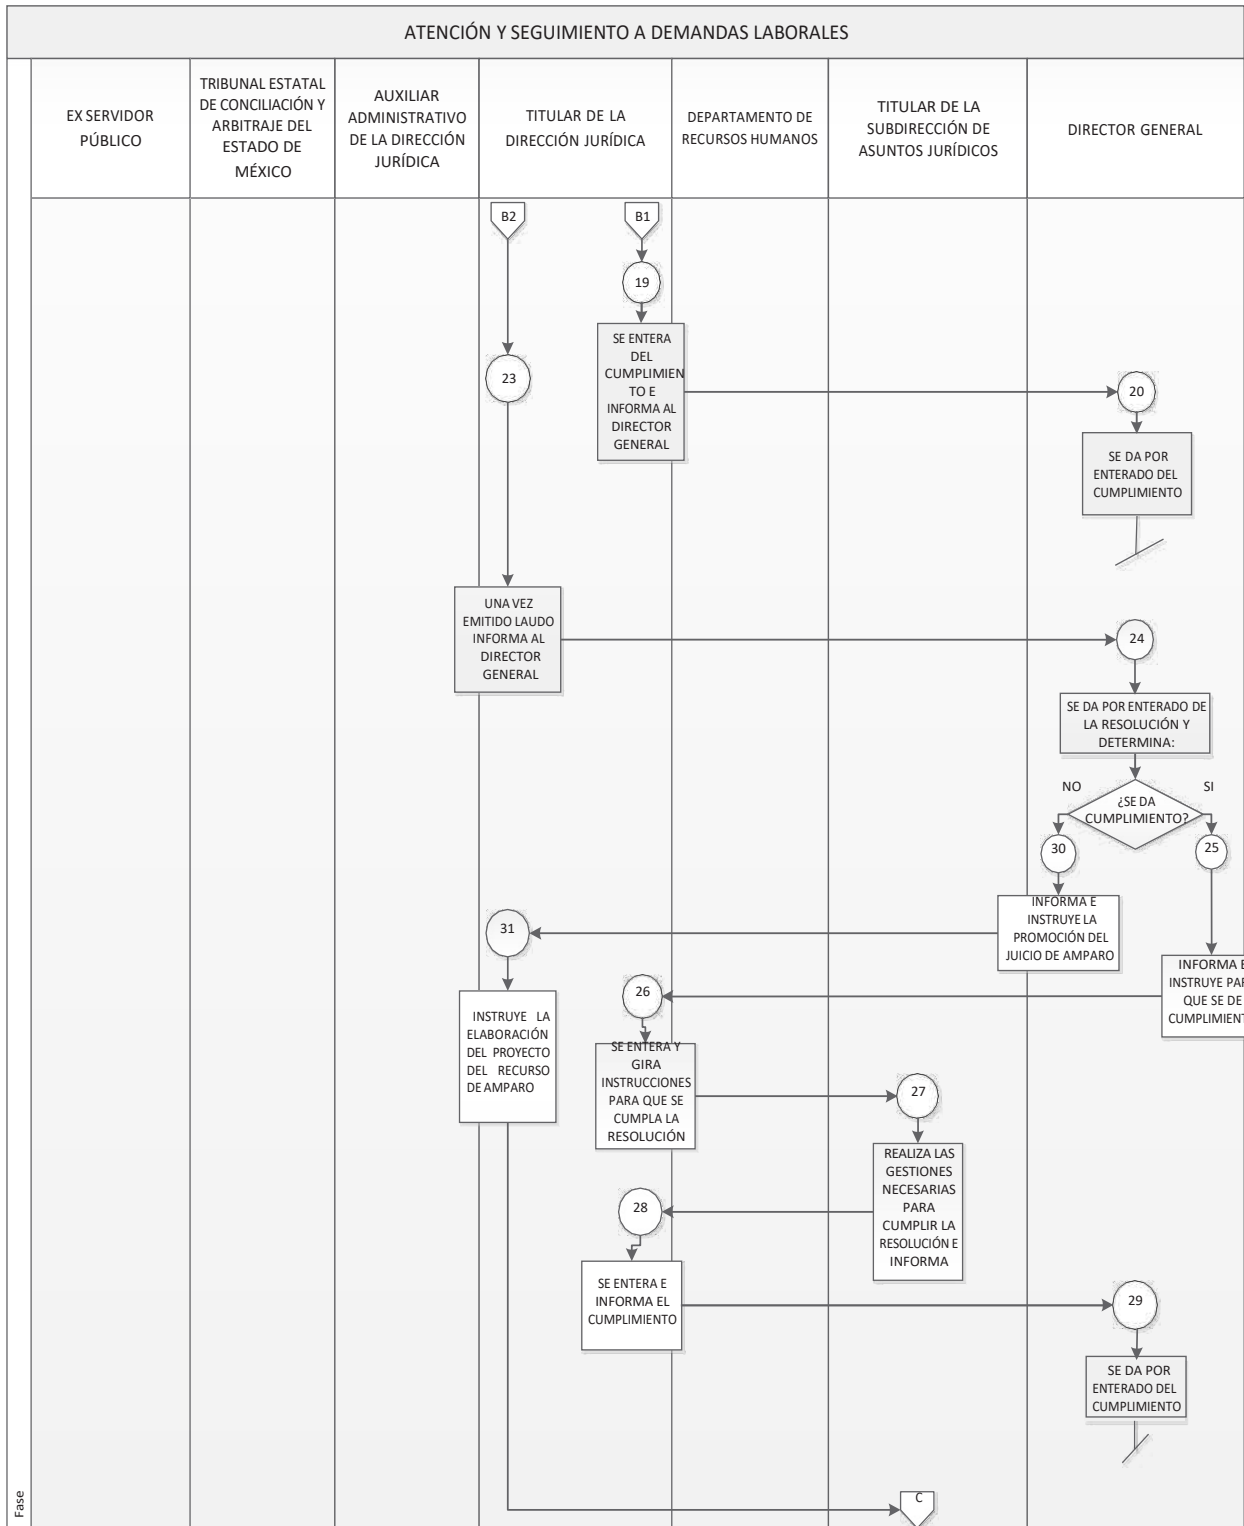 ATENCIÓN Y SEGUIMIENTO A DEMANDAS LABORALES
EX SERVIDOR
PÚBLICO
TRIBUNAL ESTATAL
DE CONCILIACIÓN Y
ARBITRAJE DEL
ESTADO DE
MÉXICO
AUXILIAR
ADMINISTRATIVO
DE LA DIRECCIÓN
JURÍDICA
TITULAR DE LA
DIRECCIÓN JURÍDICA
DEPARTAMENTO DE
RECURSOS HUMANOS
TITULAR DE LA
SUBDIRECCIÓN DE
ASUNTOS JURÍDICOS
DIRECTOR GENERAL
B2
B1
19
SE ENTERA
DEL
CUMPLIMIEN
TO E
INFORMA AL
DIRECTOR
GENERAL
23
20
SE DA POR
ENTERADO DEL
CUMPLIMIENTO
UNA VEZ
EMITIDO LAUDO
INFORMA AL
DIRECTOR
GENERAL
24
SE DA POR ENTERADO DE
LA RESOLUCIÓN Y
DETERMINA:
NO
SI
¿SE DA
CUMPLIMIENTO?
30
25
INFORMA E
INSTRUYE LA
PROMOCIÓN DEL
JUICIO DE AMPARO
31
INFORMA E
INSTRUYE PAR
QUE SE DE
CUMPLIMIENT
26
INSTRUYE LA
ELABORACIÓN
DEL PROYECTO
DEL RECURSO
DE AMPARO
SE ENTERA Y
GIRA
INSTRUCCIONES
PARA QUE SE
CUMPLA LA
RESOLUCIÓN
27
REALIZA LAS
GESTIONES
NECESARIAS
PARA
CUMPLIR LA
RESOLUCIÓN E
INFORMA
28
SE ENTERA E
INFORMA EL
CUMPLIMIENTO
29
SE DA POR
ENTERADO DEL
CUMPLIMIENTO
C
Fase